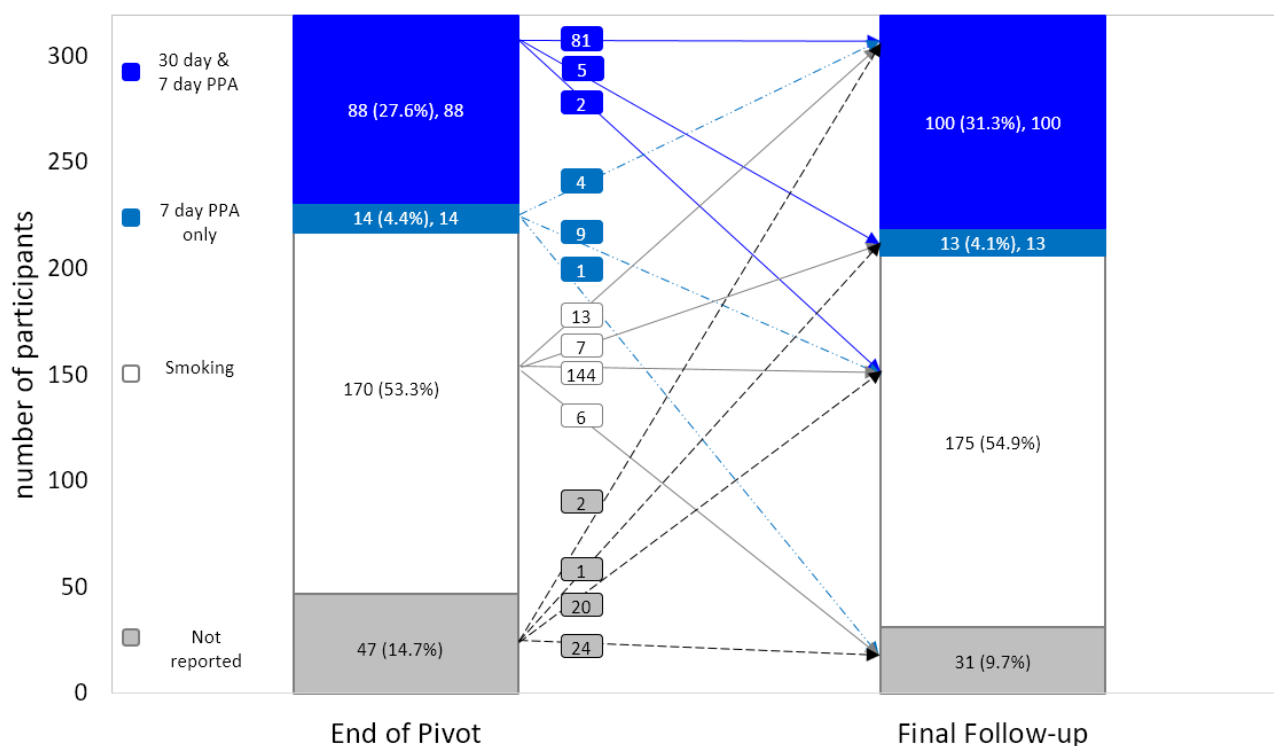 number of participants
300
250
200
150
100
50
0
30 day &
7 day PPA
7 day PPA
only
Smoking
Not
reported
88 (27.6%), 88
14 (4.4%), 14
170 (53.3%)
47 (14.7%)
81
5
2
4
9
1
13
7
144
6
2
1
20
24
100 (31.3%), 100
13 (4.1%), 13
175 (54.9%)
31 (9.7%)
End of Pivot
Final Follow-up